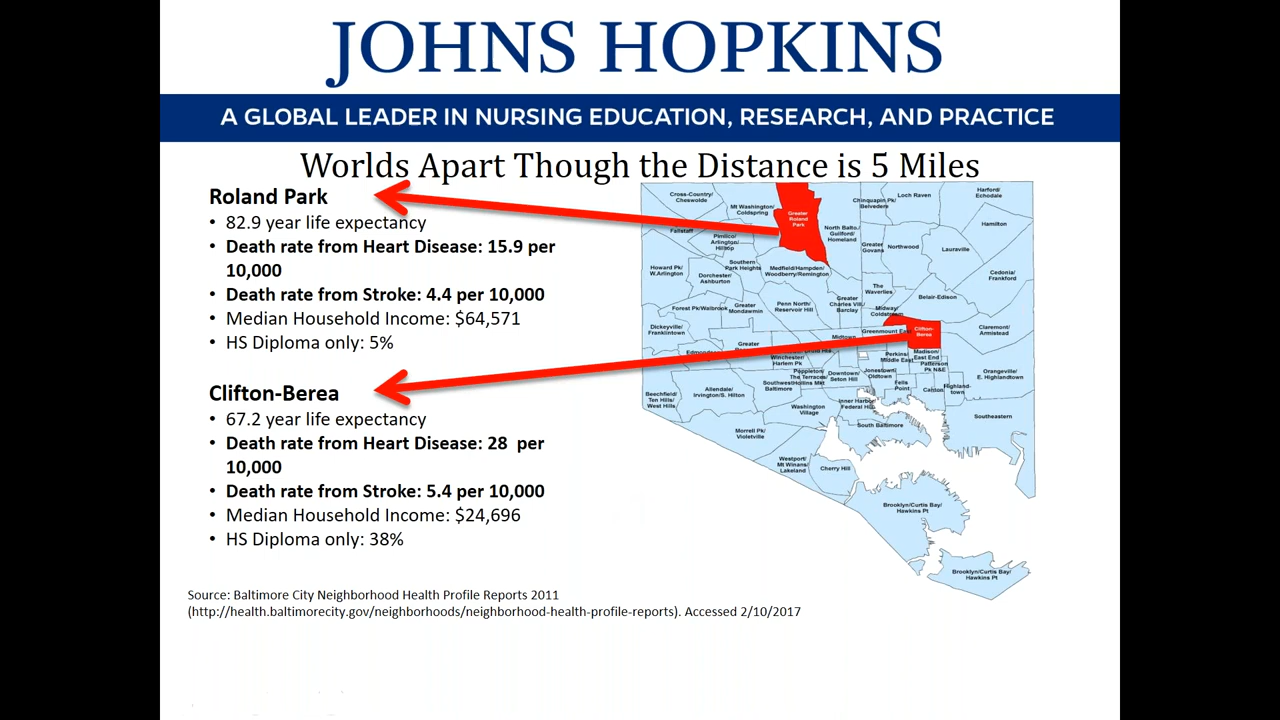 JOHNS HOPKINS
A GLOBAL LEADER IN NURSING EDUCATION, RESEARCH, AND PRACTICE
Worlds Apart Though the Distance is 5 Miles
Roland Park
• 82.9 year life expectancy
• Death rate from Heart Disease: 15.9 per
10,000
• Death rate from Stroke: 4.4 per 10,000
• Median Household Income: $64,571
• HS Diploma only: 5%
Clifton-Berea
• 67.2 year life expectancy
• Death rate from Heart Disease: 28 per
10,000
• Death rate from Stroke: 5.4 per 10,000
• Median Household Income: $24,696
• HS Diploma only: 38%
Cross-Country/
Cheswolde
Mt Washington/
Coldspring
Greater
Roland
Park
Chinquapin Pk/
Belvedere
Loch Raven
Harford/
Echodale
Fallstaff
Pimlico/
Arlington/
Hilltop
North Balto./
Guilford/
Homeland
Greater
Govans
Northwood
Hamilton
Lauraville
Howard Pk/
W.Arlington
Dorchester/
Ashburton
Southern
Park Heights
Medfield/Hampden/
Woodberry/Remington
Cedonia/
Frankford
The
Waverlies
Belair-Edison
Forest Pk/Walbrook
Greater
Mondawmin
Penn North/
Reservoir Hill
Greater
Charles Vill/
Barclay
Midway/
Dickeyville/
Franklintown
Midtown
Clifton-
Berea
Claremont/
Armistead
Winchester/
Harlem Pk
Perkins/
Middle East
Madison/
East End
Patterson
Pk N&E
Orangeville/
E. Highlandtown
Beechfield/
Ten Hills/
West Hills
Allendale/
Irvington/S. Hilton
Southwest
Baltimore
Poppleton/
The Terraces/
Hollins Mkt
Downtown/
Seton Hill
Jonestown/
Oldtown
Fells
Point
Canton
Highland-
town
Washington
Village
Inner Harbor/
Federal Hill
South Baltimore
Southeastern
Morrell Pk/
Violetville
Westport/
Mt Winans/
Lakeland
Cherry Hill
Brooklyn/Curtis Bay/
Hawkins Pt
Brooklyn/Curtis Bay/
Hawkins Pt
Source: Baltimore City Neighborhood Health Profile Reports 2011
(http://health.baltimorecity.gov/neighborhoods/neighborhood-health-profile-reports). Accessed 2/10/2017